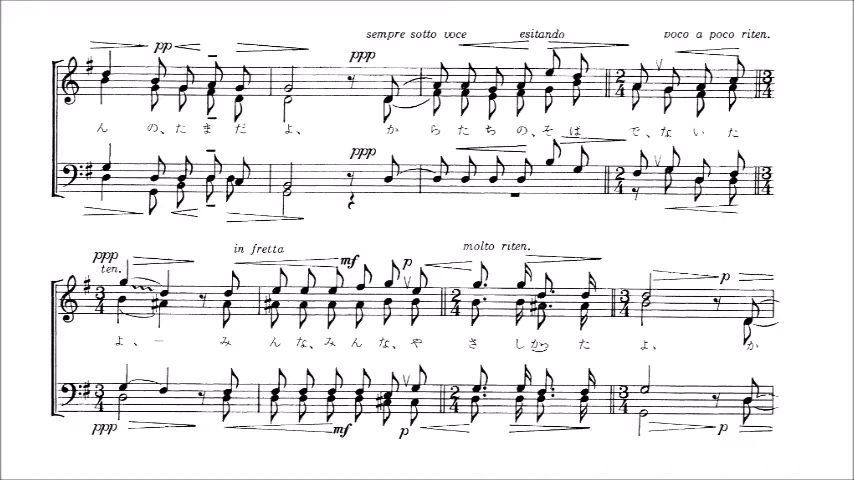 sempre sotto voce esitando poco a poco riten.
pp ppp
ん の、た ま だ よ、 か ら た ち の、そ ば で、な い た
ppp
ppp in fretta molto riten.
ten. mf p p
よ、ー み ん な、み ん な、や さ し かっ た よ、 か
ppp mf p p